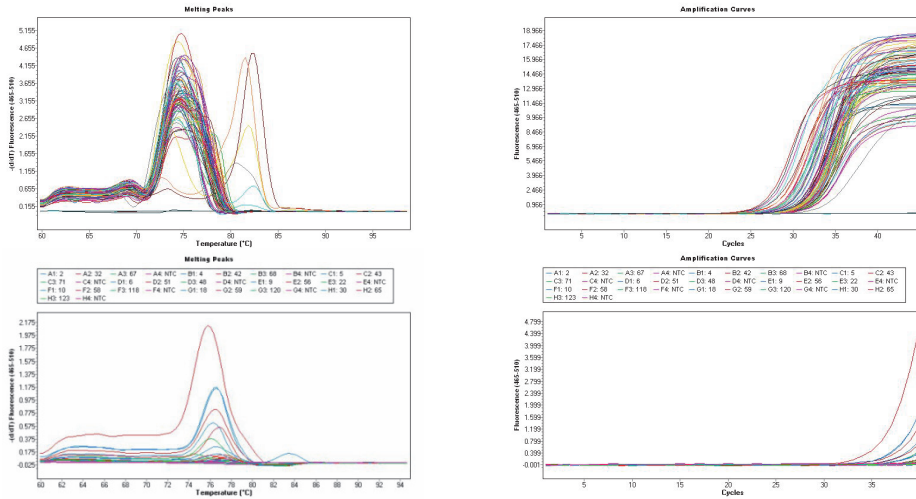 Melting Peaks
5.155
4.655
4.155
3.655
3.155
2.655
2.155
1.655
1.155
0.655
0.155
-(d/dT) Fluorescence (465-510)
60 65 70 75 80 85 90 95
Temperature (°C)
Amplification Curves
18.966
16.966
14.466
12.966
11.466
9.966
8.466
6.966
5.466
3.966
2.466
0.966
Fluorescence (465-510)
5 10 15 20 25 30 35 40
Cycles
Melting Peaks
A1: 2 A2: 32 A3: 67 A4: NTC B1: 4 B2: 42 B3: 68 B4: NTC C1: 5 C2: 43
C3: 71 C4: NTC D1: 6 D2: 51 D3: 48 D4: NTC E1: 9 E2: 56 E3: 22 E4: NTC
F1: 10 F2: 58 F3: 118 F4: NTC G1: 18 G2: 59 G3: 120 G4: NTC H1: 30 H2: 65
H3: 123 H4: NTC
2.175
1.975
1.775
1.575
1.375
1.175
0.975
0.775
0.575
0.375
0.175
-0.025
-(d/dT) Fluorescence (465-510)
60 62 64 66 68 70 72 74 76 78 80 82 84 86 88 90 92 94
Temperature (°C)
Amplification Curves
A1: 2 A2: 32 A3: 67 A4: NTC B1: 4 B2: 42 B3: 68 B4: NTC C1: 5 C2: 43
C3: 71 C4: NTC D1: 6 D2: 51 D3: 48 D4: NTC E1: 9 E2: 56 E3: 22 E4: NTC
F1: 10 F2: 58 F3: 118 F4: NTC G1: 18 G2: 59 G3: 120 G4: NTC H1: 30 H2: 65
H3: 123 H4: NTC
4.799
4.399
3.999
3.599
3.199
2.799
2.399
1.999
1.599
1.199
0.799
0.399
-0.001
Fluorescence (465-510)
5 10 15 20 25 30 35
Cycles